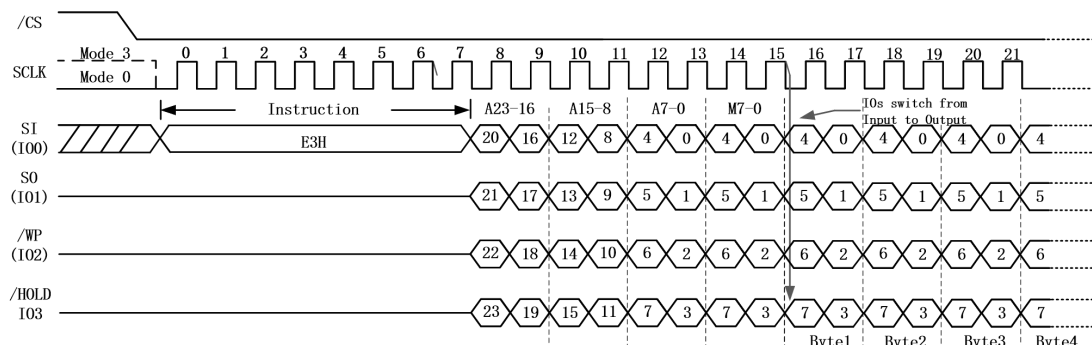 /CS
Mode 3 0 1 2 3 4 5 6 7 8 9 10 11 12 13 14 15 16 17 18 19 20 21
SCLK
Mode 0
Instruction A23-16 A15-8 A7-0 M7-0 IOs switch from
Input to Output
SI
(IO0)
E3H 20 16 12 8 4 0 4 0 4 0 4 0 4 0 4
SO
(IO1)
21 17 13 9 5 1 5 1 5 1 5 1 5 1 5
/WP
(IO2)
22 18 14 10 6 2 6 2 6 2 6 2 6 2 6
/HOLD
IO3
23 19 15 11 7 3 7 3 7 3 7 3 7 3 7
Byte1 Byte2 Byte3 Byte4